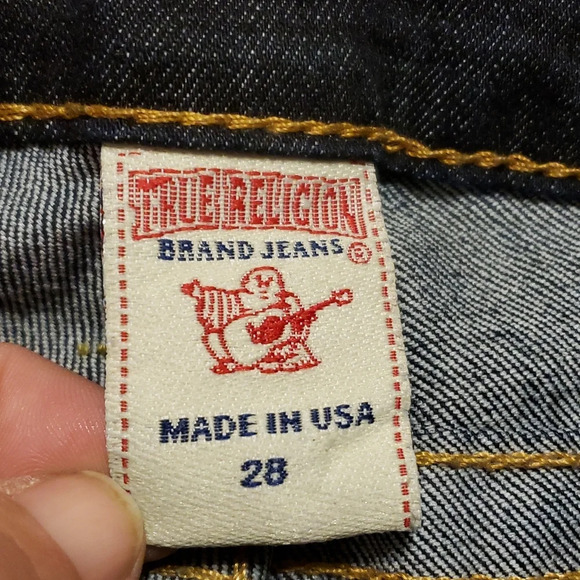 TRUE RELIGION
BRAND JEANS ®
MADE IN USA
28